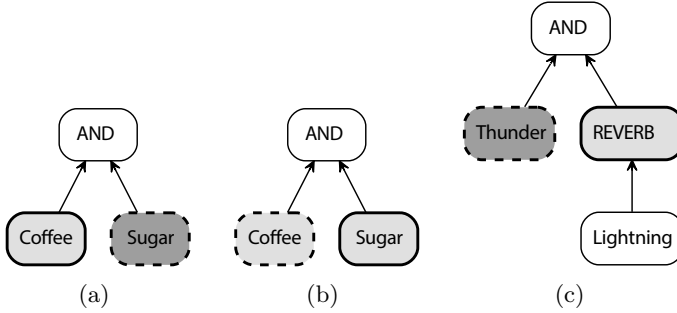 AND
Coffee
Sugar
(a)
AND
Coffee
Sugar
(b)
AND
Thunder
REVERB
Lightning
(c)